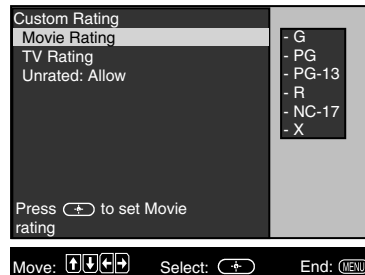 Custom Rating
Movie Rating
TV Rating
Unrated: Allow
- G
- PG
- PG-13
- R
- NC-17
- X
Press to set Movie
rating
Move: Select: End: MENU